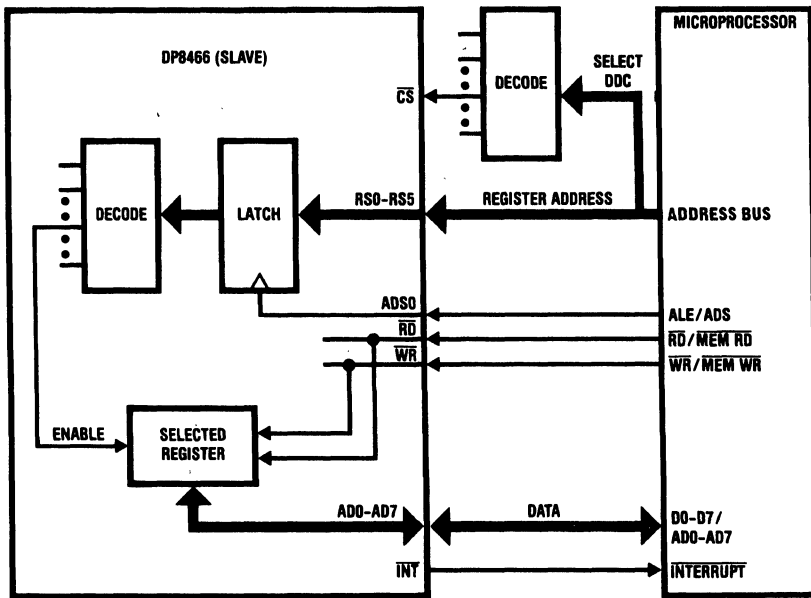 MICROPROCESSOR
DP8466 (SLAVE)
SELECT
DDC
DECODE
CS
DECODE
LATCH
RS0-RS5
REGISTER ADDRESS
ADDRESS BUS
ADS0
ALE/ADS
RD
RD/MEM RD
WR
WR/MEM WR
ENABLE
SELECTED
REGISTER
AD0-AD7
DATA
D0-D7/
AD0-AD7
INT
INTERRUPT